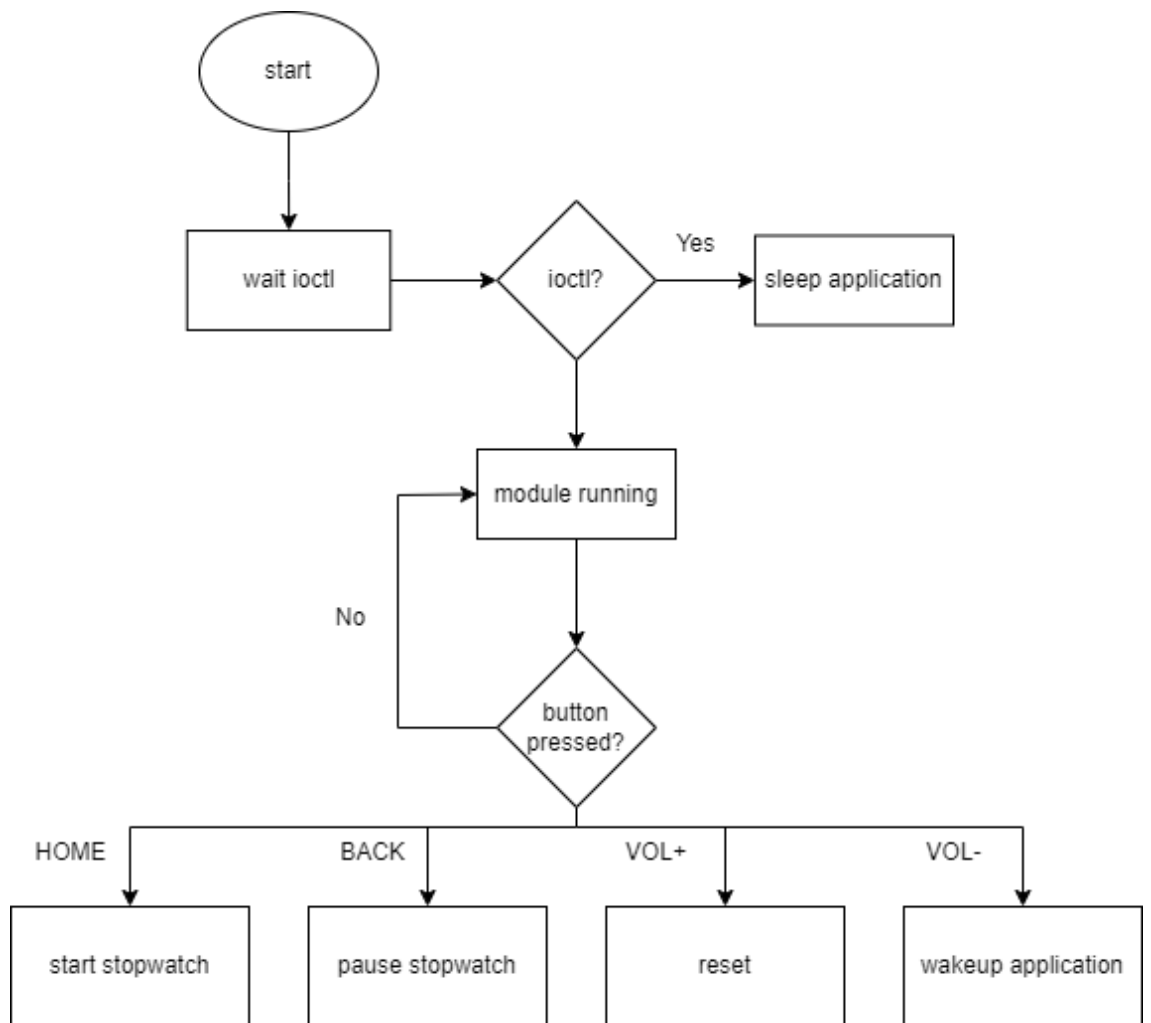 start
wait ioctl
ioctl?
Yes
sleep application
module running
No
button
pressed?
HOME
BACK
VOL+
VOL-
start stopwatch
pause stopwatch
reset
wakeup application